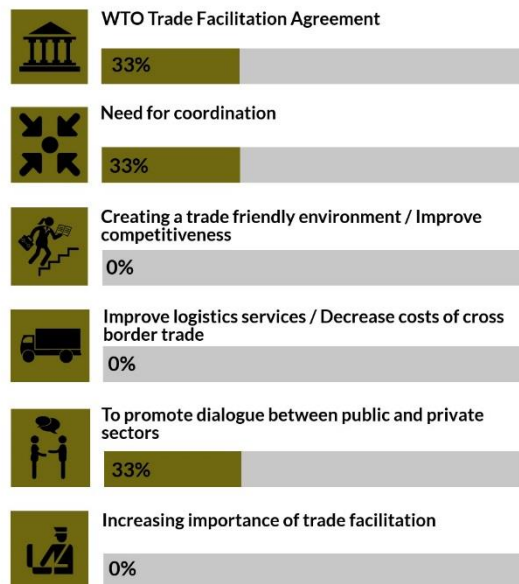 WTO Trade Facilitation Agreement
33%
Need for coordination
33%
Creating a trade friendly environment / Improve
competitiveness
0%
Improve logistics services / Decrease costs of cross
border trade
0%
To promote dialogue between public and private
sectors
33%
Increasing importance of trade facilitation
0%